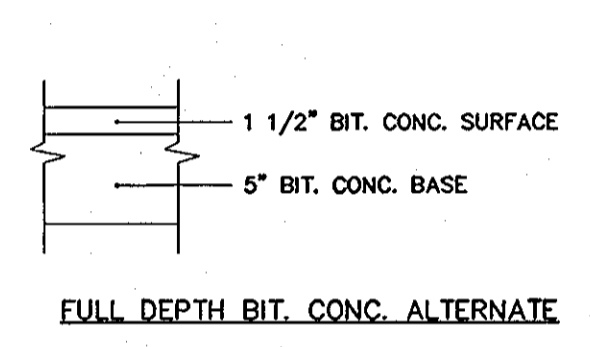 1 1/2" BIT. CONC. SURFACE
5" BIT. CONC. BASE
FULL DEPTH BIT. CONC. ALTERNATE